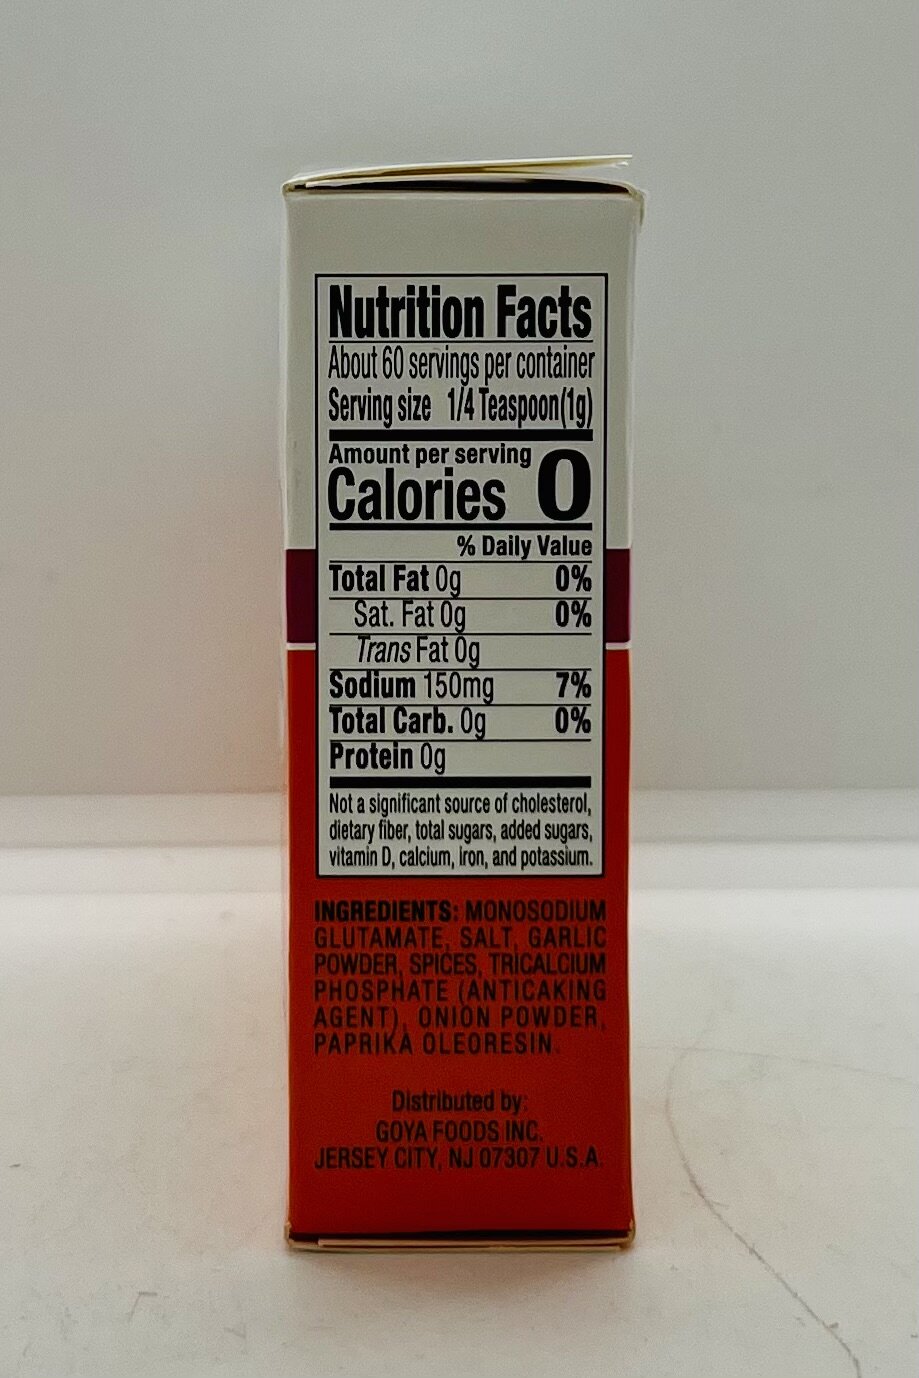 Nutrition Facts
About 60 servings per container
Serving size 1/4 Teaspoon(1g)
Amount per serving
Calories 0
% Daily Value
Total Fat 0g 0%
Sat. Fat 0g 0%
Trans Fat 0g
Sodium 150mg 7%
Total Carb. 0g 0%
Protein 0g
Not a significant source of cholesterol,
dietary fiber, total sugars, added sugars,
vitamin D, calcium, iron, and potassium.
INGREDIENTS: MONOSODIUM
GLUTAMATE, SALT, GARLIC
POWDER, SPICES, TRICALCIUM
PHOSPHATE (ANTICAKING
AGENT), ONION POWDER,
PAPRIKA OLEORESIN.
Distributed by:
GOYA FOODS INC.
JERSEY CITY, NJ 07307 U.S.A.